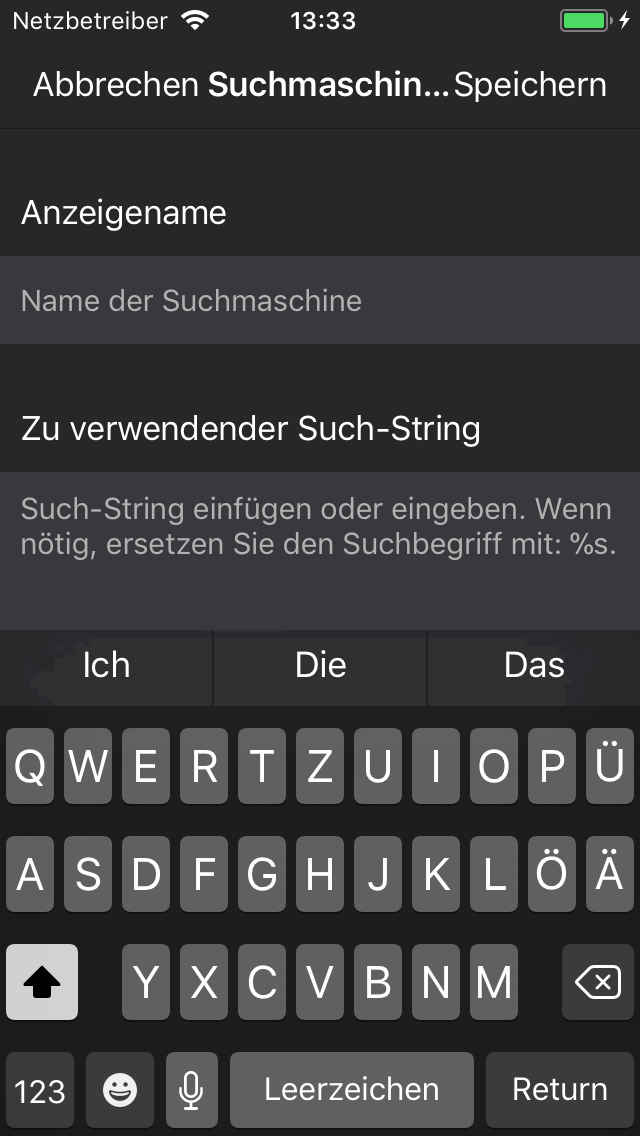 Netzbetreiber 13:33
Abbrechen Suchmaschin... Speichern
Anzeigename
Name der Suchmaschine
Zu verwendender Such-String
Such-String einfügen oder eingeben. Wenn
nötig, ersetzen Sie den Suchbegriff mit: %s.
Ich Die Das
Q W E R T Z U I O P Ü
A S D F G H J K L Ö Ä
Y X C V B N M
123 Leerzeichen Return